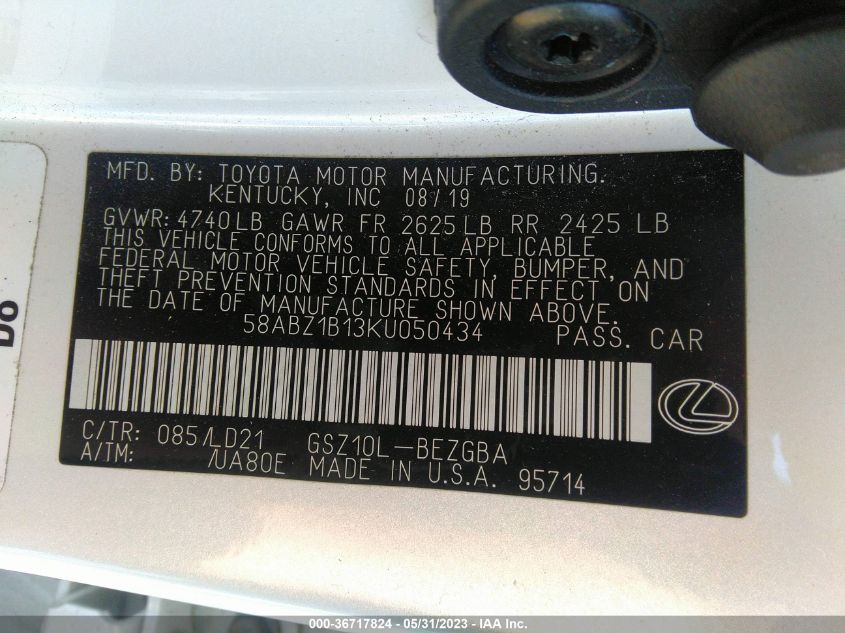 MFD. BY: TOYOTA MOTOR MANUFACTURING.
KENTUCKY, INC 08/19
GVWR: 4740LB GAWR FR 2625LB RR 2425 LB
THIS VEHICLE CONFORMS TO ALL APPLICABLE
FEDERAL MOTOR VEHICLE SAFETY, BUMPER, AND
THEFT PREVENTION STANDARDS IN EFFECT ON
THE DATE OF MANUFACTURE SHOWN ABOVE.
58ABZ1B13KU050434 PASS. CAR
C/TR: 085/LD21 GSZ10L-BEZGBA
A/TM: /UA80E MADE IN U.S.A. 95714
Do
000-36717824 - 05/31/2023 - IAA Inc.